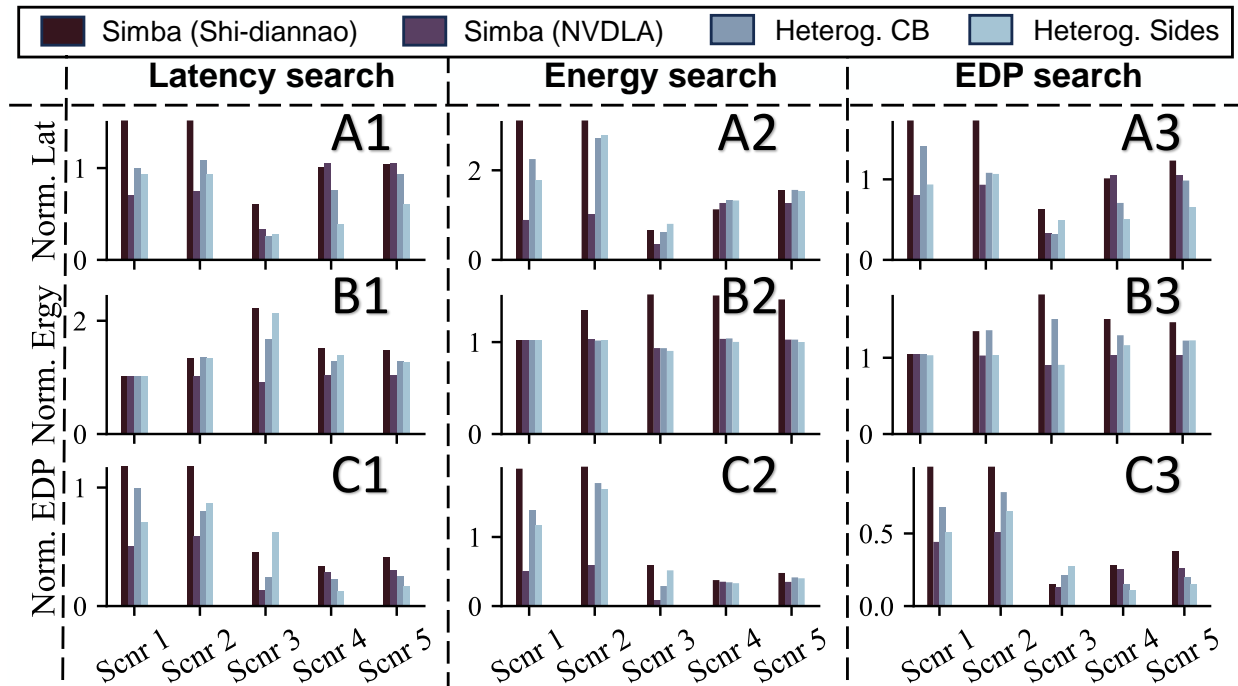 Simba (Shi-diannao) Simba (NVDLA) Heterog. CB Heterog. Sides
Latency search Energy search EDP search
Norm. Lat
1
0
A1
2
0
A2
1
0
A3
Norm. Ergy
2
0
B1
1
0
B2
1
0
B3
Norm. EDP
1
0
C1
1
0
C2
0.5
0.0
C3
Scnr 1 Scnr 2 Scnr 3 Scnr 4 Scnr 5
Scnr 1 Scnr 2 Scnr 3 Scnr 4 Scnr 5
Scnr 1 Scnr 2 Scnr 3 Scnr 4 Scnr 5